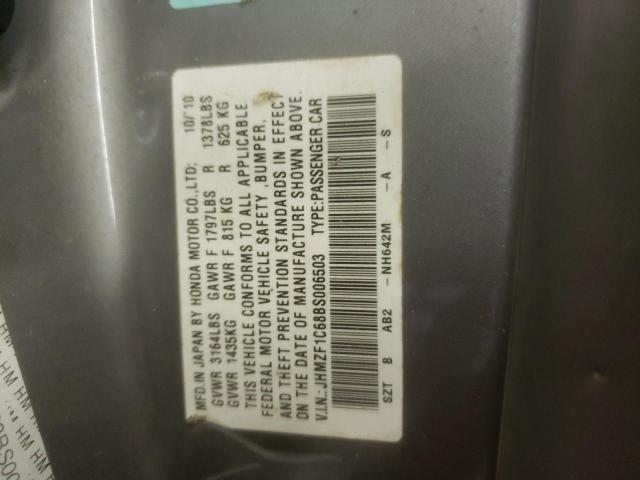 MFD.IN JAPAN BY HONDA MOTOR CO.,LTD; 10/'10
GVWR 3164LBS GAWR F 1797LBS R 1378LBS
GVWR 1435KG GAWR F 815 KG R 625 KG
THIS VEHICLE CONFORMS TO ALL APPLICABLE
FEDERAL MOTOR VEHICLE SAFETY ,BUMPER,
AND THEFT PREVENTION STANDARDS IN EFFECT
ON THE DATE OF MANUFACTURE SHOWN ABOVE.
V.I.N.: JHMZF1C68BS006503 TYPE:PASSENGER CAR
SZT B AB2 -NH642M -A -S